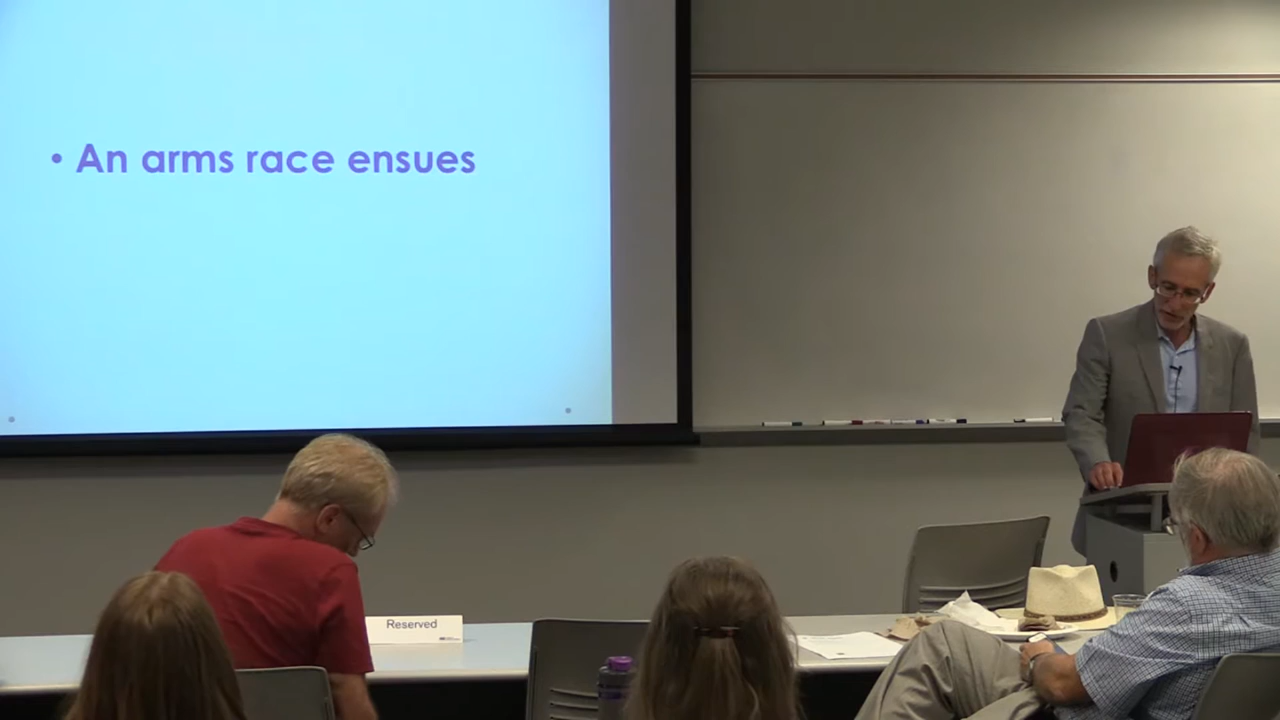 • An arms race ensues
Reserved